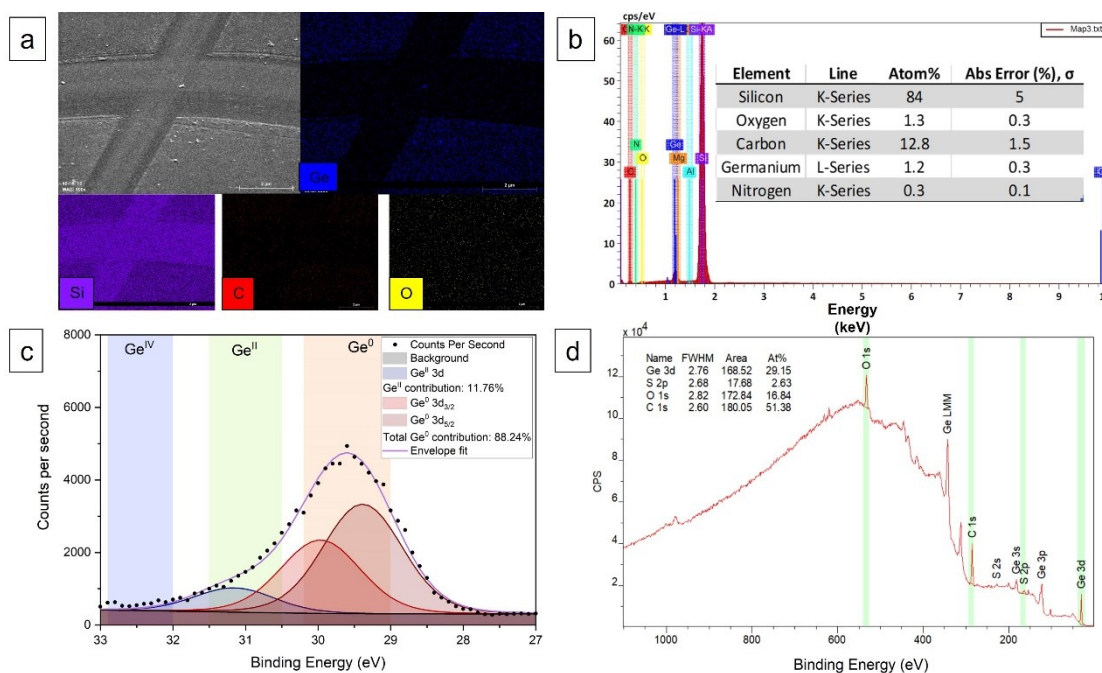 a
Ge
2 µm
Si
C
O
b
cps/eV
Map3.txt
60
50
40
30
20
10
0
N-K
Ge-L
Si-KA
N
O
C
Ge
Mg
Al
Si
Element Line Atom% Abs Error (%), σ
Silicon K-Series 84 5
Oxygen K-Series 1.3 0.3
Carbon K-Series 12.8 1.5
Germanium L-Series 1.2 0.3
Nitrogen K-Series 0.3 0.1
1 2 3 4 5 6 7 8 9
Energy
(keV)
c
8000
6000
4000
2000
0
Counts per second
Ge^IV
Ge^II
Ge^0
Counts Per Second
Background
Ge^II 3d
Ge^II contribution: 11.76%
Ge^0 3d3/2
Ge^0 3d5/2
Total Ge^0 contribution: 88.24%
Envelope fit
33 32 31 30 29 28 27
Binding Energy (eV)
d
x 10^4
12
10
8
6
4
2
CPS
Name FWHM Area At%
Ge 3d 2.76 168.52 29.15
S 2p 2.68 17.68 2.63
O 1s 2.82 172.84 16.84
C 1s 2.60 180.05 51.38
O 1s
Ge LMM
C 1s
S 2s
Ge 3s
S 2p
Ge 3p
Ge 3d
1000 800 600 400 200
Binding Energy (eV)